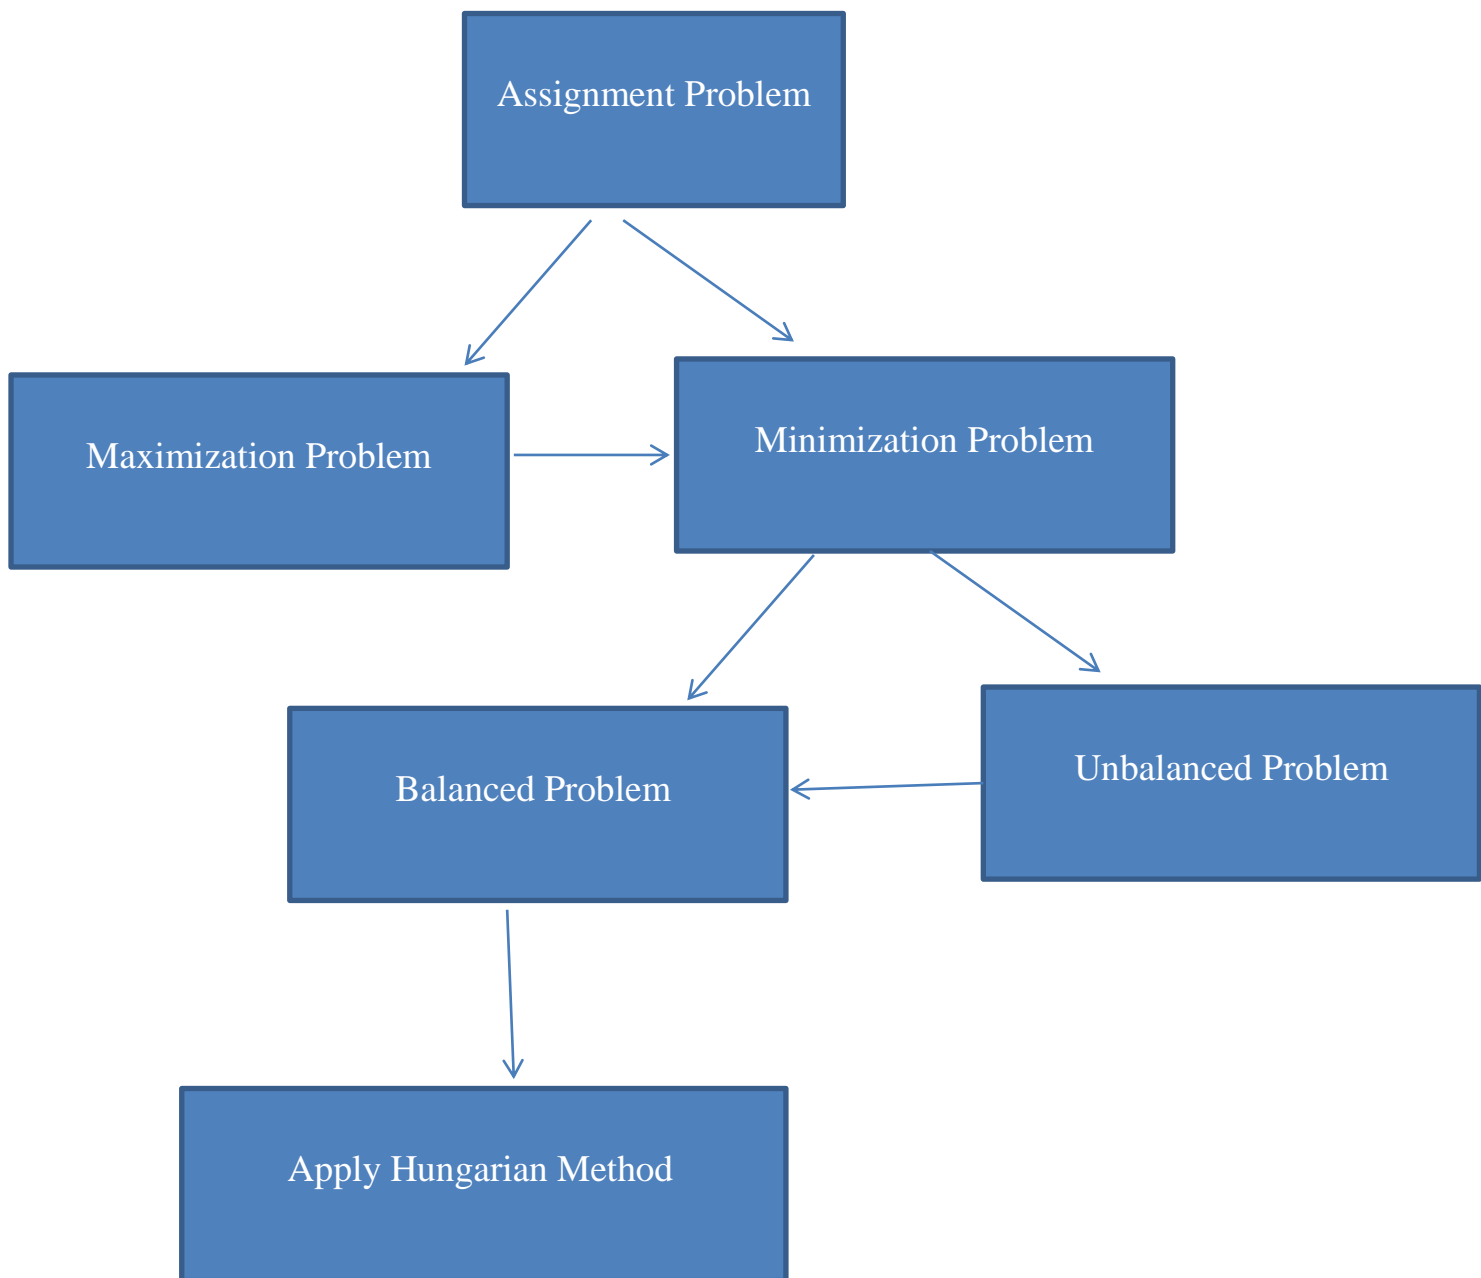 Assignment Problem
Maximization Problem
Minimization Problem
Balanced Problem
Unbalanced Problem
Apply Hungarian Method